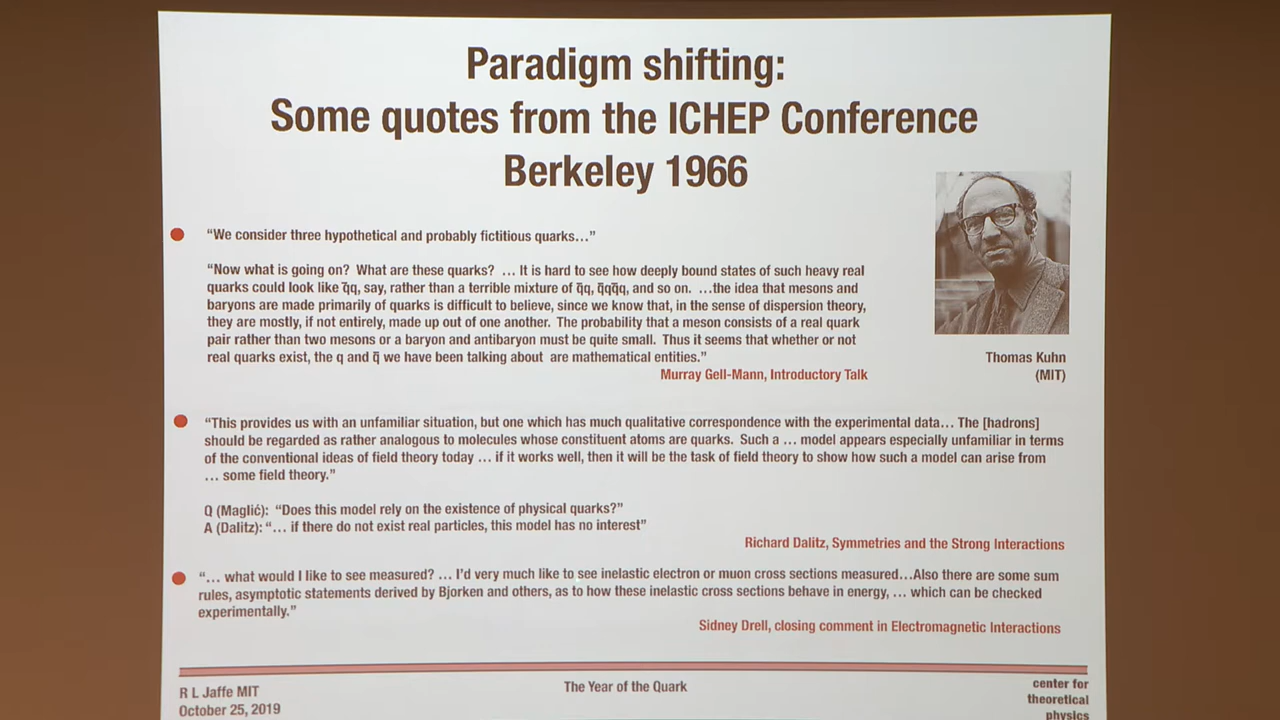 Paradigm shifting:
Some quotes from the ICHEP Conference
Berkeley 1966
“We consider three hypothetical and probably fictitious quarks…”
“Now what is going on? What are these quarks? … It is hard to see how deeply bound states of such heavy real
quarks could look like q̄q, say, rather than a terrible mixture of q̄q, q̄qq̄q, and so on. …the idea that mesons and
baryons are made primarily of quarks is difficult to believe, since we know that, in the sense of dispersion theory,
they are mostly, if not entirely, made up out of one another. The probability that a meson consists of a real quark
pair rather than two mesons or a baryon and antibaryon must be quite small. Thus it seems that whether or not
real quarks exist, the q and q̄ we have been talking about are mathematical entities.”
Murray Gell-Mann, Introductory Talk
Thomas Kuhn
(MIT)
“This provides us with an unfamiliar situation, but one which has much qualitative correspondence with the experimental data… The [hadrons]
should be regarded as rather analogous to molecules whose constituent atoms are quarks. Such a … model appears especially unfamiliar in terms
of the conventional ideas of field theory today … if it works well, then it will be the task of field theory to show how such a model can arise from
… some field theory.”
Q (Maglić): “Does this model rely on the existence of physical quarks?”
A (Dalitz): “… if there do not exist real particles, this model has no interest”
Richard Dalitz, Symmetries and the Strong Interactions
“… what would I like to see measured? … I’d very much like to see inelastic electron or muon cross sections measured…Also there are some sum
rules, asymptotic statements derived by Bjorken and others, as to how these inelastic cross sections behave in energy, … which can be checked
experimentally.”
Sidney Drell, closing comment in Electromagnetic Interactions
R L Jaffe MIT
October 25, 2019
The Year of the Quark
center for
theoretical
physics